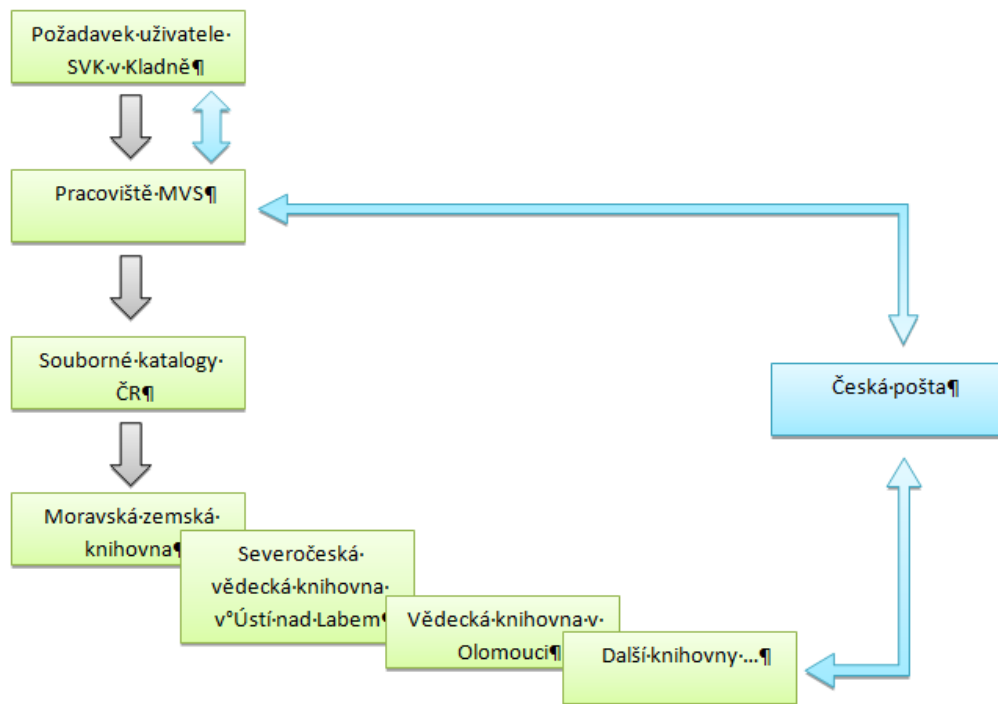 Požadavek·uživatele·
SVK·v·Kladně¶
Pracoviště·MVS¶
Souborné·katalogy·
ČR¶
Česká·pošta¶
Moravská·zemská·
knihovna¶
Severočeská·
vědecká·knihovna·
v°Ústí·nad·Labem¶
Vědecká·knihovna·v·
Olomouci¶
Další·knihovny·…¶